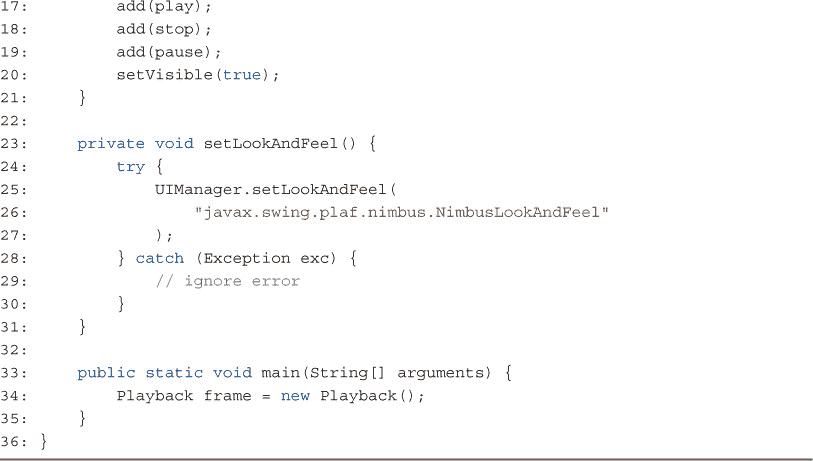 17:         add(play);
18:         add(stop);
19:         add(pause);
20:         setVisible(true);
21:     }
22:
23:     private void setLookAndFeel() {
24:         try {
25:             UIManager.setLookAndFeel(
26:                 "javax.swing.plaf.nimbus.NimbusLookAndFeel"
27:             );
28:         } catch (Exception exc) {
29:             // ignore error
30:         }
31:     }
32:
33:     public static void main(String[] arguments) {
34:         Playback frame = new Playback();
35:     }
36: }